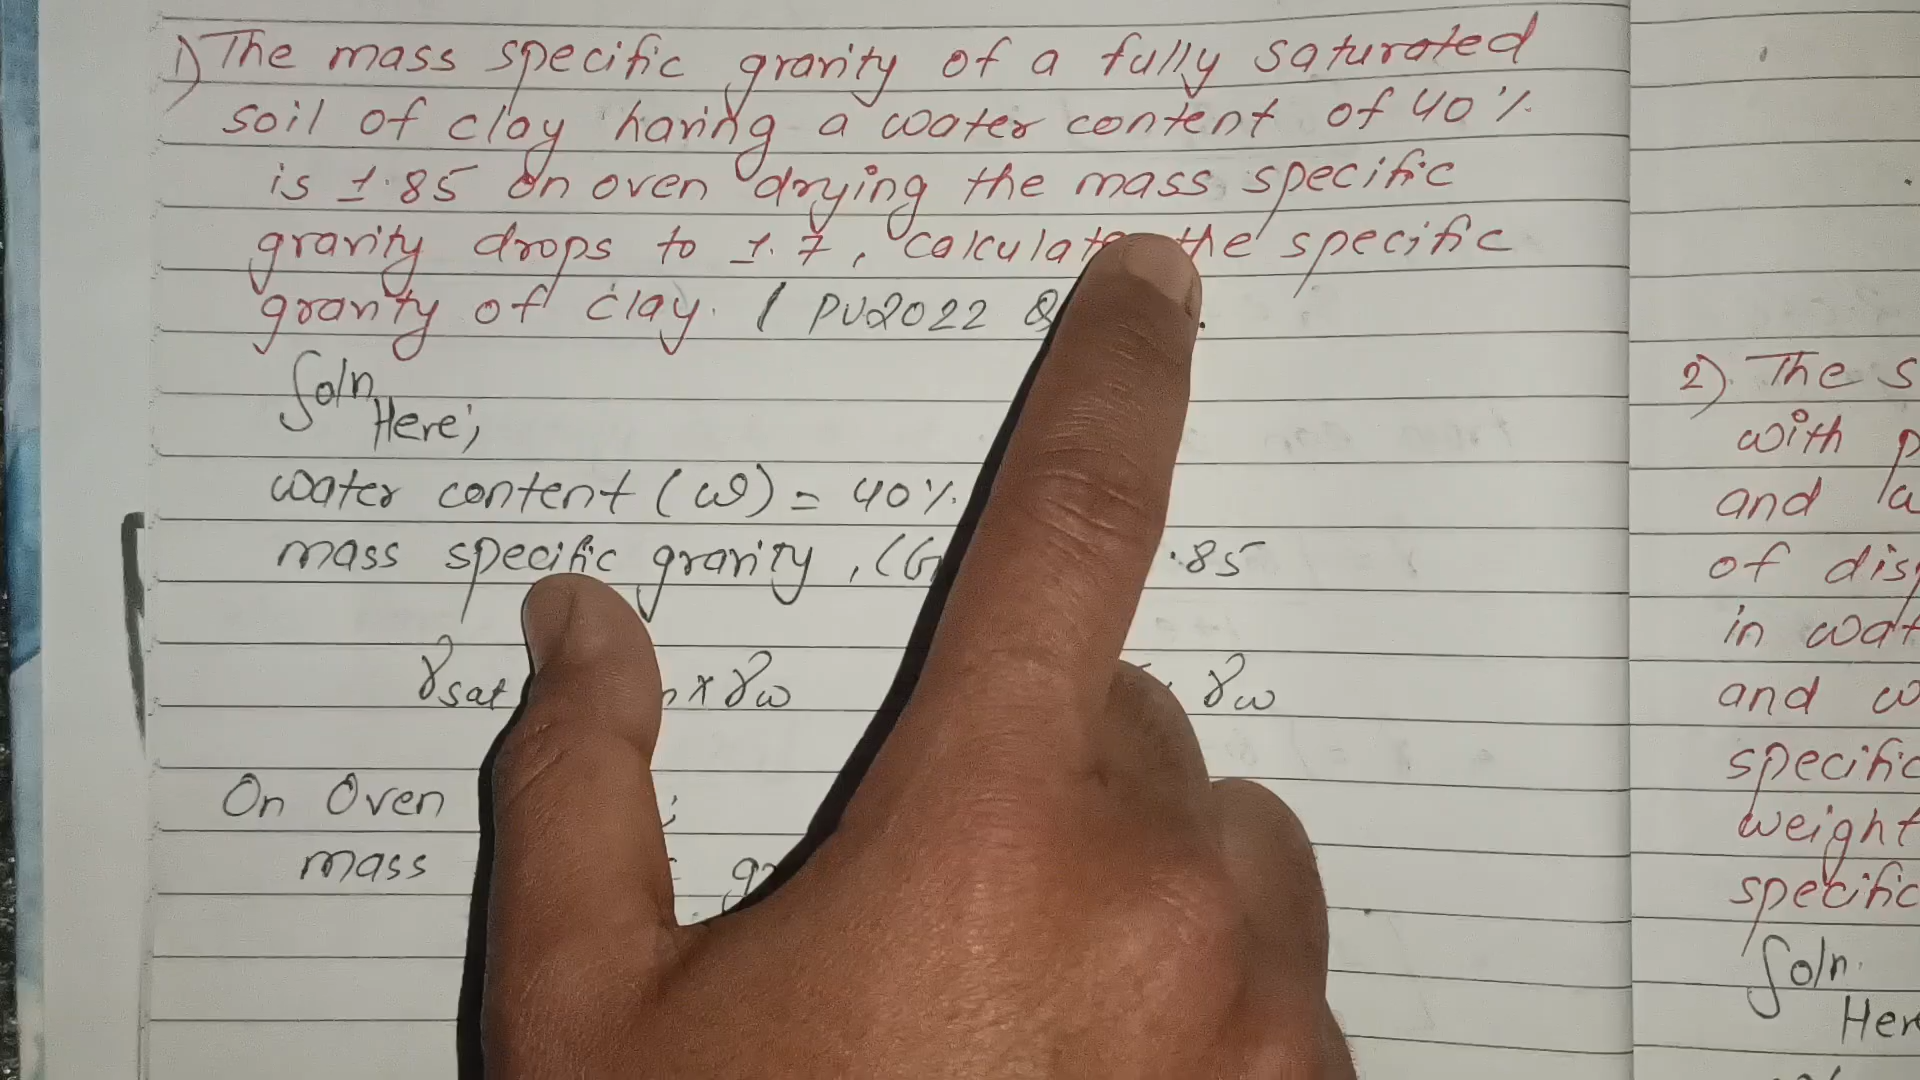 1) The mass specific gravity of a fully saturated
soil of clay having a water content of 40%
is 1.85 on oven drying the mass specific
gravity drops to 1.7, calculate the specific
gravity of clay. / PU2022 Q
Soln
Here;
water content (ω) = 40%.
mass specific gravity, (G .85
γsat × γω γω
On Oven ;
mass =
2) The s
with p
and la
of dis
in wat
and w
specific
weight
specific
Soln.
Here